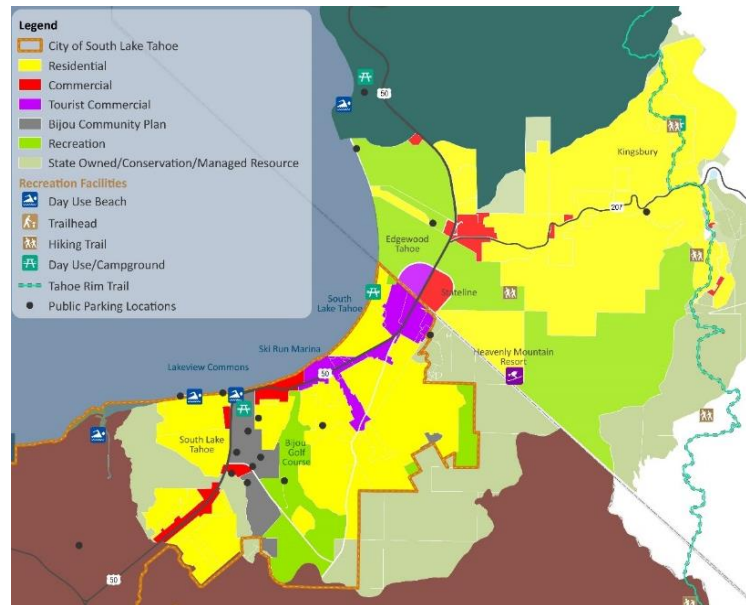 Legend
City of South Lake Tahoe
Residential
Commercial
Tourist Commercial
Bijou Community Plan
Recreation
State Owned/Conservation/Managed Resource
Recreation Facilities
Day Use Beach
Trailhead
Hiking Trail
Day Use/Campground
Tahoe Rim Trail
Public Parking Locations
50
Kingsbury
207
Edgewood
Tahoe
Stateline
South
Lake Tahoe
Ski Run Marina
Heavenly Mountain
Resort
50
Lakeview Commons
South Lake
Tahoe
Bijou
Golf
Course
50